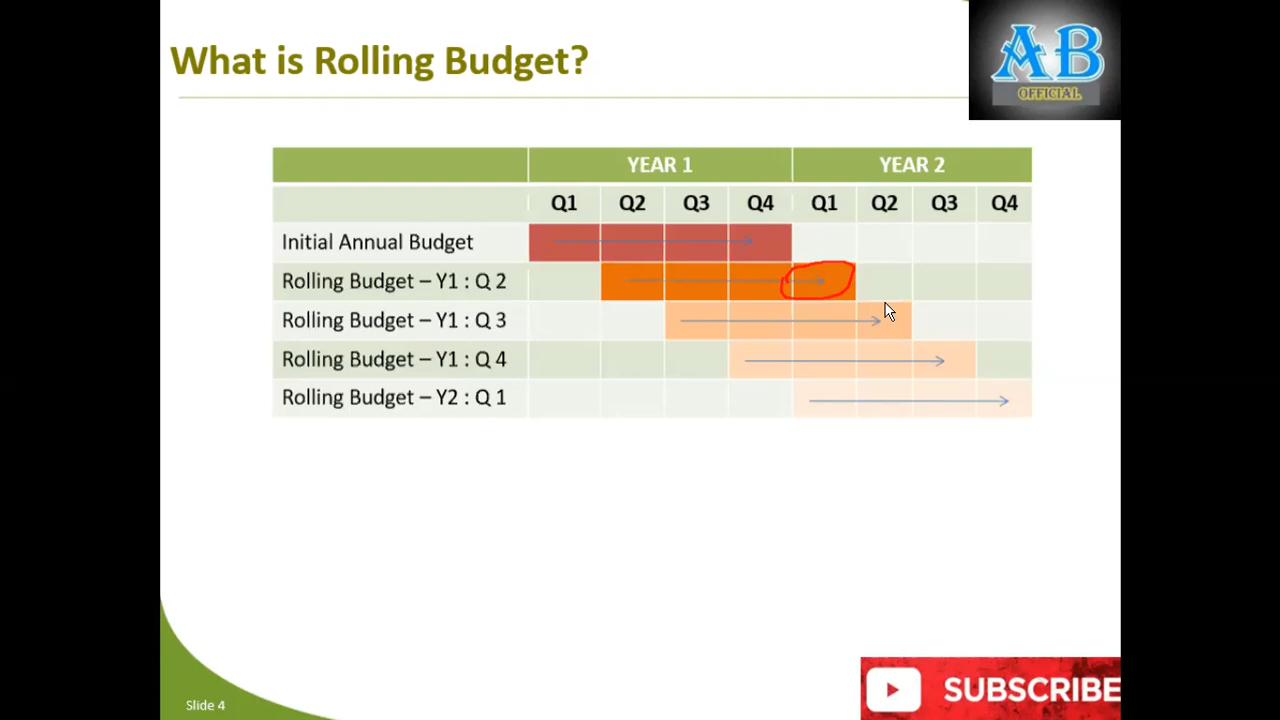 What is Rolling Budget?
AB
OFFICIAL
YEAR 1 YEAR 2
Q1 Q2 Q3 Q4 Q1 Q2 Q3 Q4
Initial Annual Budget
Rolling Budget – Y1 : Q 2
Rolling Budget – Y1 : Q 3
Rolling Budget – Y1 : Q 4
Rolling Budget – Y2 : Q 1
Slide 4
SUBSCRIBE